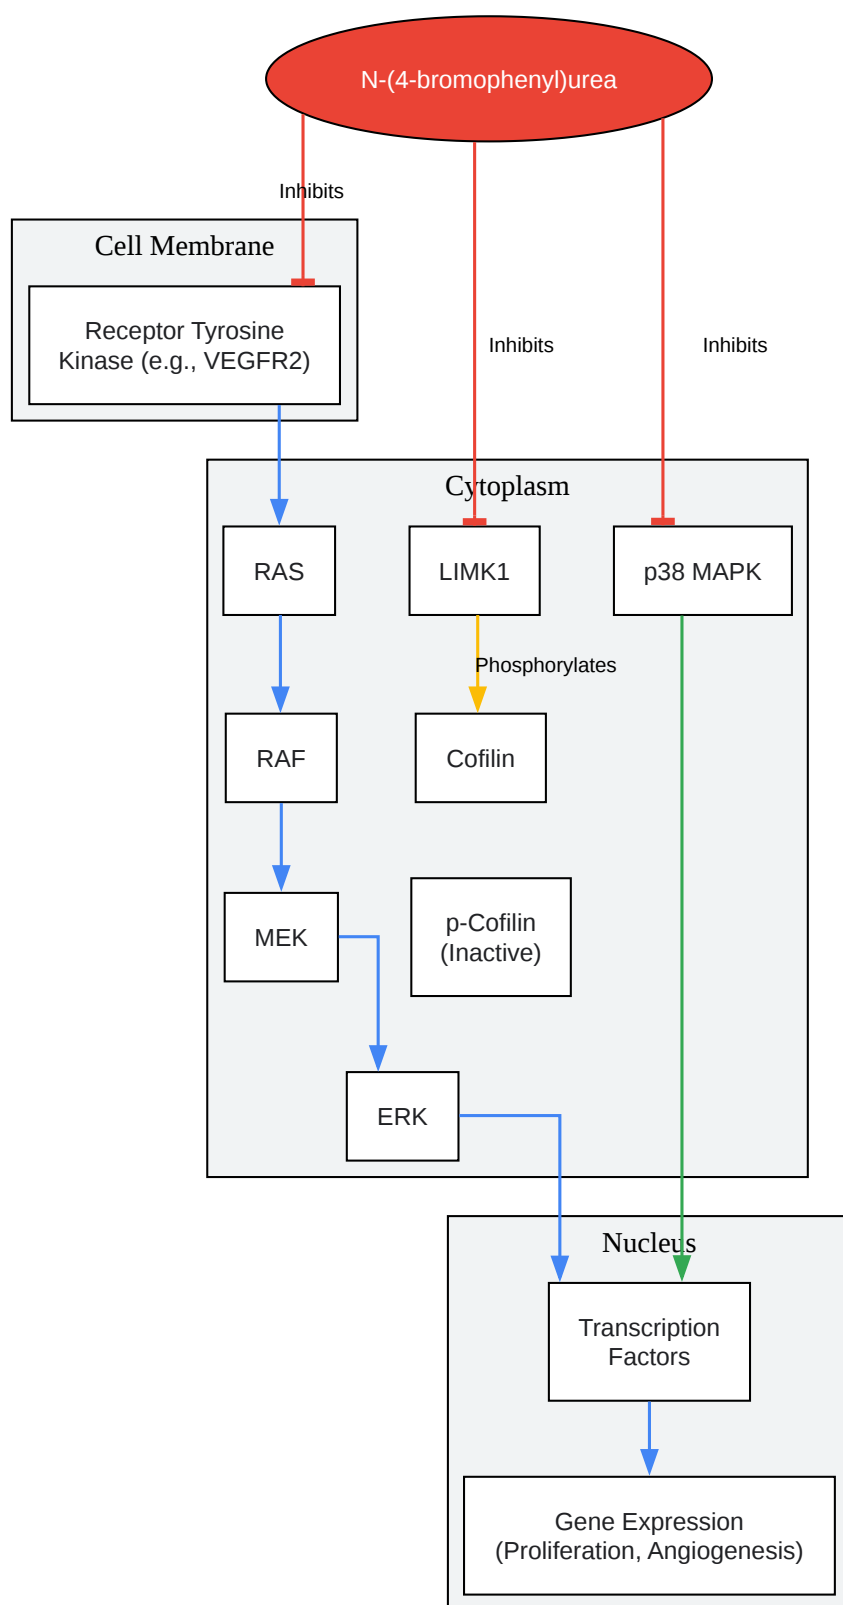 N-(4-bromophenyl)urea
Inhibits
Cell Membrane
Receptor Tyrosine
Kinase (e.g., VEGFR2)
Inhibits
Inhibits
Cytoplasm
RAS
LIMK1
p38 MAPK
Phosphorylates
RAF
Cofilin
MEK
p-Cofilin
(Inactive)
ERK
Nucleus
Transcription
Factors
Gene Expression
(Proliferation, Angiogenesis)